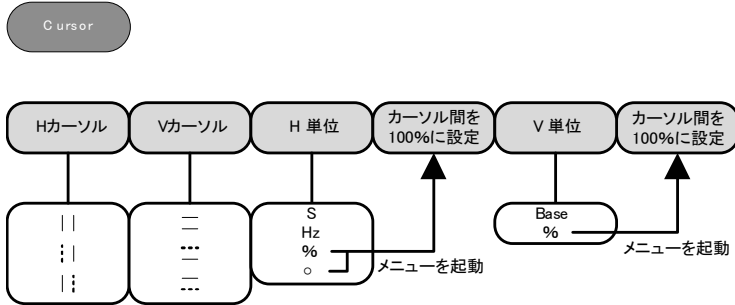 Cursor
Hカーソル
Vカーソル
H 単位
カーソル間を
100%に設定
V 単位
カーソル間を
100%に設定
S
Hz
%
○
メニューを起動
Base
%
メニューを起動